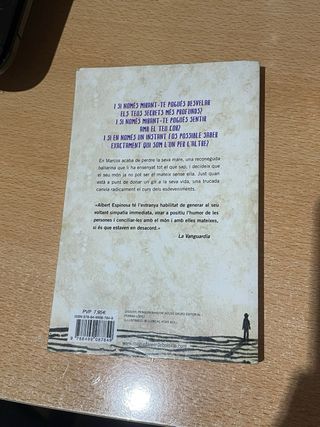 I SI NOMÉS MIRANT-TE POGUÉS DESVELAR
ELS TEUS SECRETS MÉS PROFUNDS?
I SI NOMÉS MIRANT-TE POGUÉS SENTIR
AMB EL TEU COR?
I SI EN NOMÉS UN INSTANT FOS POSSIBLE SABER
EXACTAMENT QUI SOM L'UN PER L'ALTRE?
En Marcos acaba de perdre la seva mare, una reconeguda
ballarina que li ha ensenyat tot el que sap, i decideix que
el seu món ja no pot ser el mateix sense ella. Just quan
està a punt de donar un gir a la seva vida, una trucada
canvia radicalment el curs dels esdeveniments.
«Albert Espinosa té l'estranya habilitat de generar al seu
voltant simpatia immediata, virar a positiu l'humor de les
persones i conciliar-les amb el món i amb elles mateixes,
si és que estaven en desacord.»
La Vanguardia
PVP 7,95€